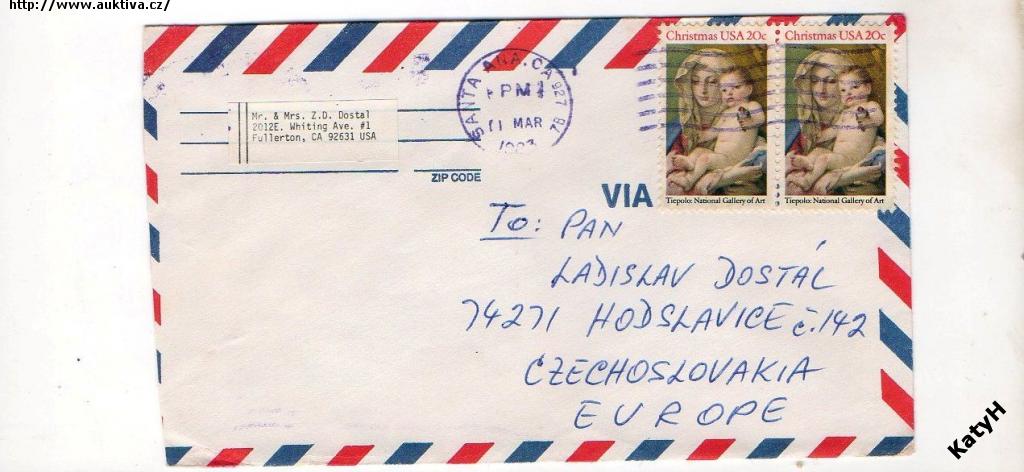 http://www.auktiva.cz/
Mr. & Mrs. Z.D. Dostal
2012E. Whiting Ave. #1
Fullerton, CA 92631 USA
ZIP CODE
SANTA ANA, CA 927
PM
11 MAR
Christmas USA 20c
Tiepolo: National Gallery of Art
Christmas USA 20c
Tiepolo: National Gallery of Art
VIA
To: PAN
LADISLAV DOSTÁL
74271 HODSLAVICE č.142
CZECHOSLOVAKIA
EUROPE
KatyH